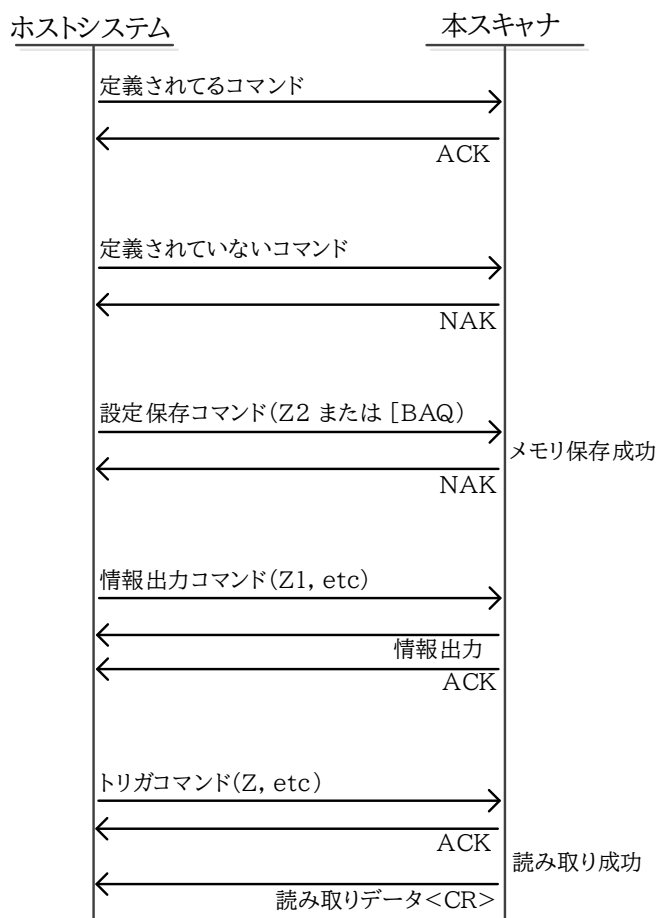 ホストシステム
本スキャナ
定義されてるコマンド
ACK
定義されていないコマンド
NAK
設定保存コマンド(Z2 または [BAQ)
メモリ保存成功
NAK
情報出力コマンド(Z1, etc)
情報出力
ACK
トリガコマンド(Z, etc)
ACK
読み取り成功
読み取りデータ<CR>